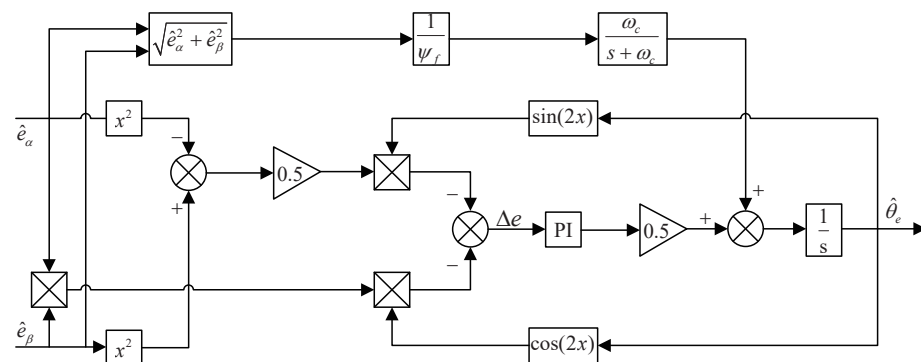 √(ê_α² + ê_β²)
1/ψ_f
ω_c/(s + ω_c)
ê_α
x²
−
+
0.5
sin(2x)
−
−
Δe
PI
0.5
+
+
1/s
θ̂_e
ê_β
x²
cos(2x)